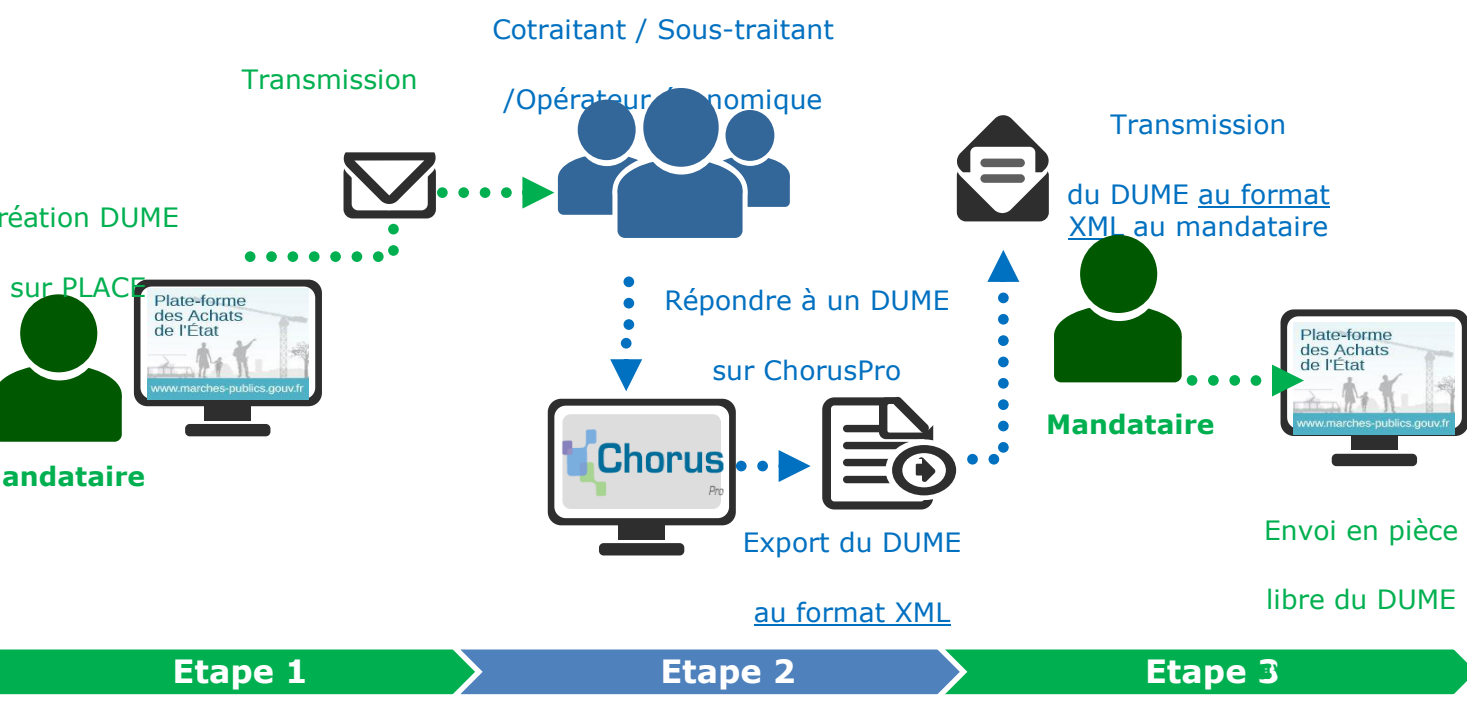 Cotraitant / Sous-traitant
/Opérateur
nomique
Transmission
réation DUME
sur PLACE
Plate-forme
des Achats
de l'État
www.marches-publics.gouv.fr
andataire
Répondre à un DUME
sur ChorusPro
Chorus
Pro
Export du DUME
au format XML
Transmission
du DUME au format
XML au mandataire
Mandataire
Plate-forme
des Achats
de l'État
www.marches-publics.gouv.fr
Envoi en pièce
libre du DUME
Etape 1
Etape 2
Etape 3